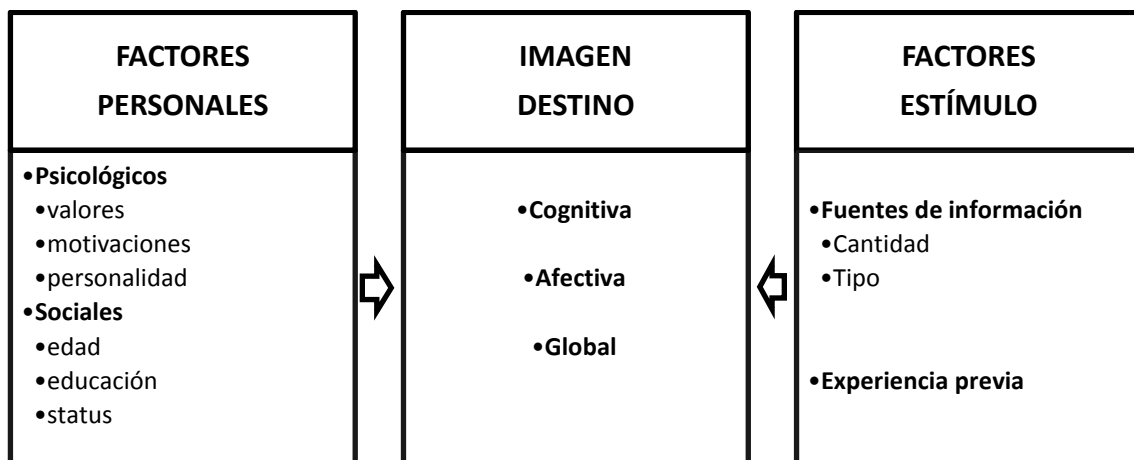 FACTORES
PERSONALES
•Psicológicos
•valores
•motivaciones
•personalidad
•Sociales
•edad
•educación
•status
IMAGEN
DESTINO
•Cognitiva
•Afectiva
•Global
FACTORES
ESTÍMULO
•Fuentes de información
•Cantidad
•Tipo
•Experiencia previa